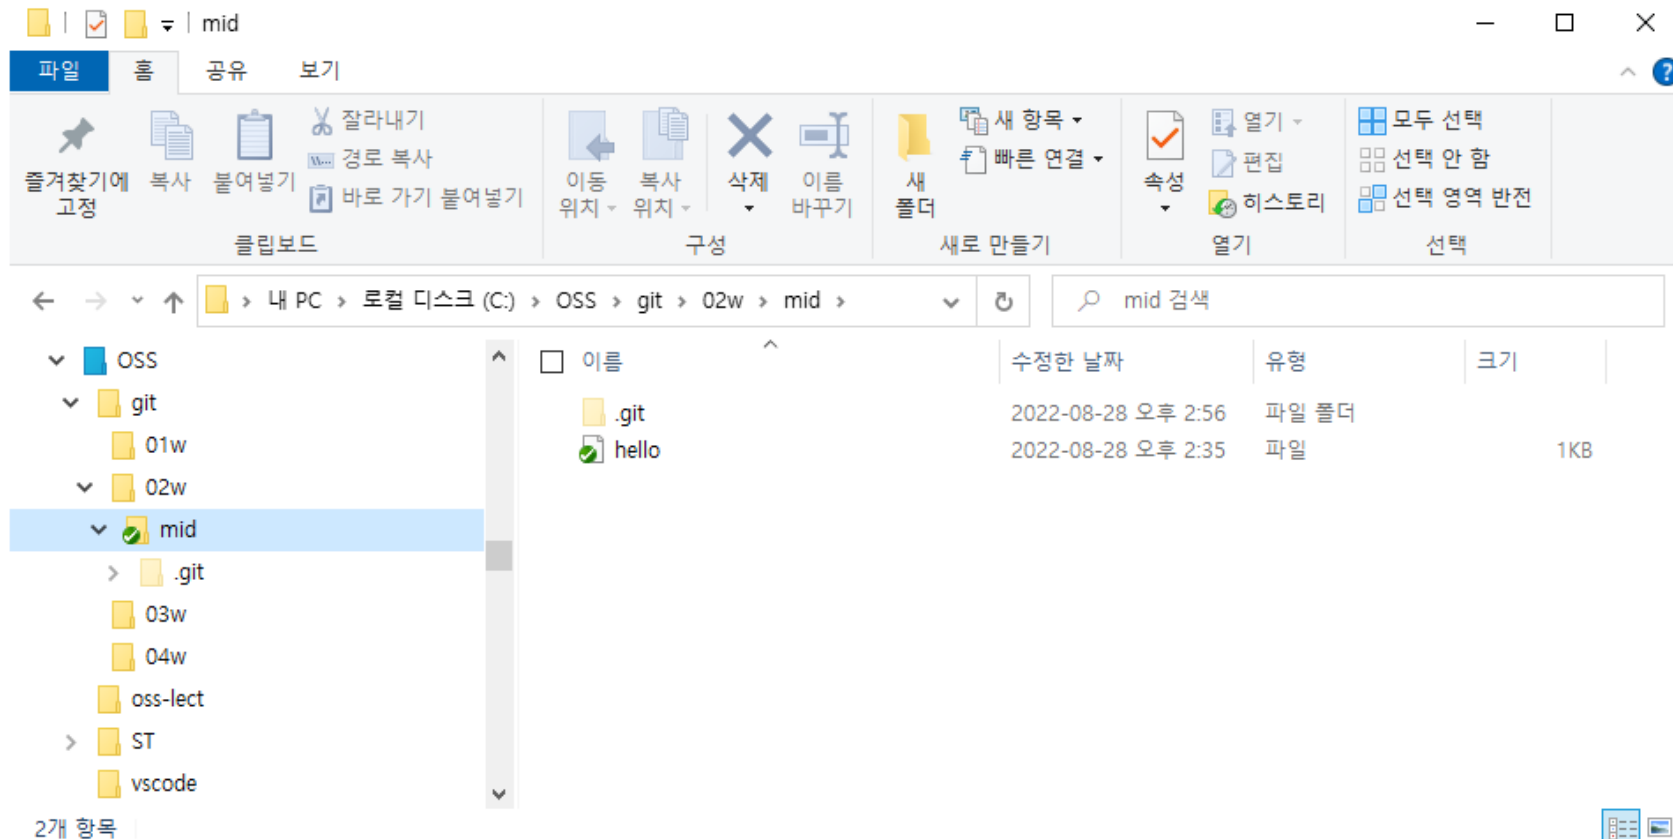 mid
파일 홈 공유 보기
즐겨찾기에 고정
복사
붙여넣기
잘라내기
경로 복사
바로 가기 붙여넣기
클립보드
이동 위치
복사 위치
삭제
이름 바꾸기
구성
새 폴더
새 항목
빠른 연결
새로 만들기
속성
열기
편집
히스토리
열기
모두 선택
선택 안 함
선택 영역 반전
선택
내 PC › 로컬 디스크 (C:) › OSS › git › 02w › mid ›
mid 검색
OSS
git
01w
02w
mid
.git
03w
04w
oss-lect
ST
vscode
이름 수정한 날짜 유형 크기
.git 2022-08-28 오후 2:56 파일 폴더
hello 2022-08-28 오후 2:35 파일 1KB
2개 항목